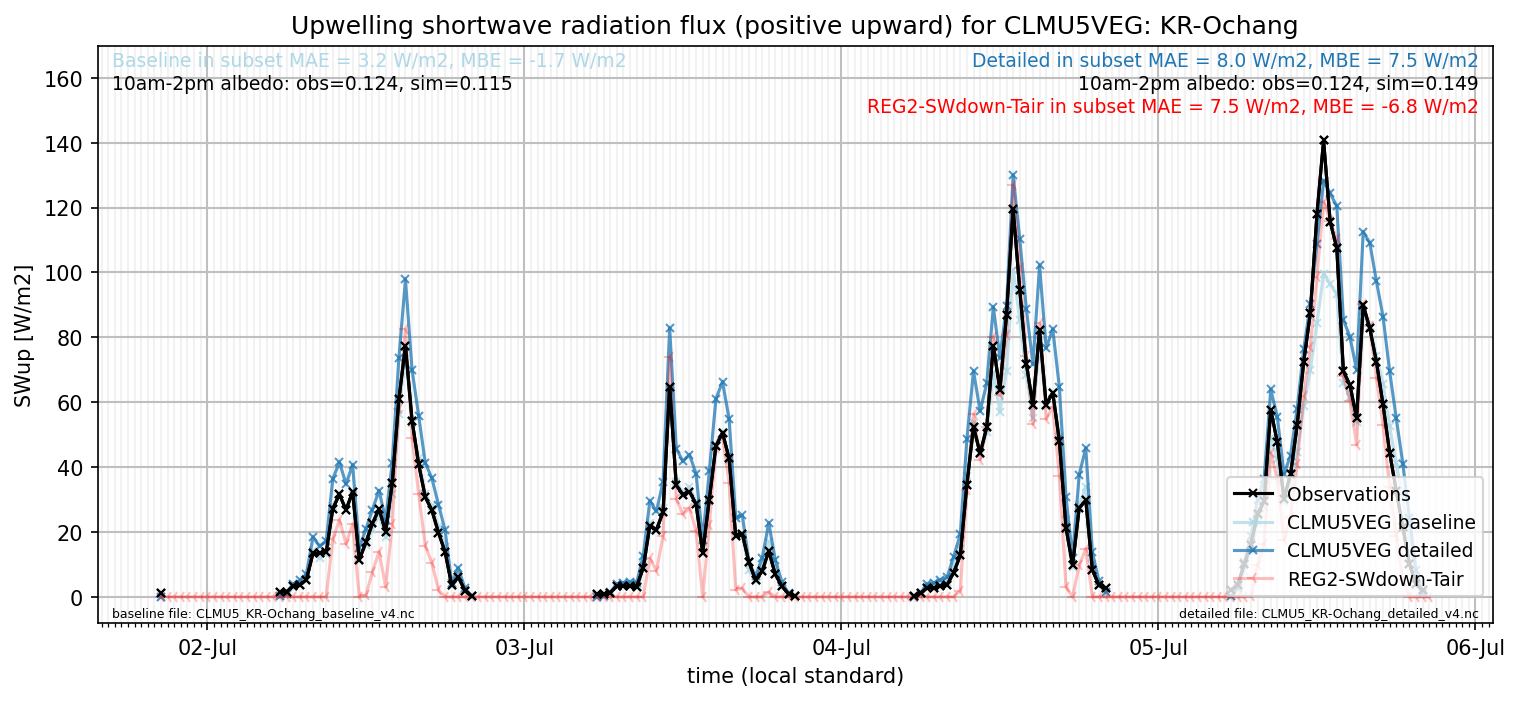 Upwelling shortwave radiation flux (positive upward) for CLMU5VEG: KR-Ochang
Baseline in subset MAE = 3.2 W/m2, MBE = -1.7 W/m2
10am-2pm albedo: obs=0.124, sim=0.115
Detailed in subset MAE = 8.0 W/m2, MBE = 7.5 W/m2
10am-2pm albedo: obs=0.124, sim=0.149
REG2-SWdown-Tair in subset MAE = 7.5 W/m2, MBE = -6.8 W/m2
SWup [W/m2]
160
140
120
100
80
60
40
20
0
Observations
CLMU5VEG baseline
CLMU5VEG detailed
REG2-SWdown-Tair
baseline file: CLMU5_KR-Ochang_baseline_v4.nc
detailed file: CLMU5_KR-Ochang_detailed_v4.nc
02-Jul 03-Jul 04-Jul 05-Jul 06-Jul
time (local standard)